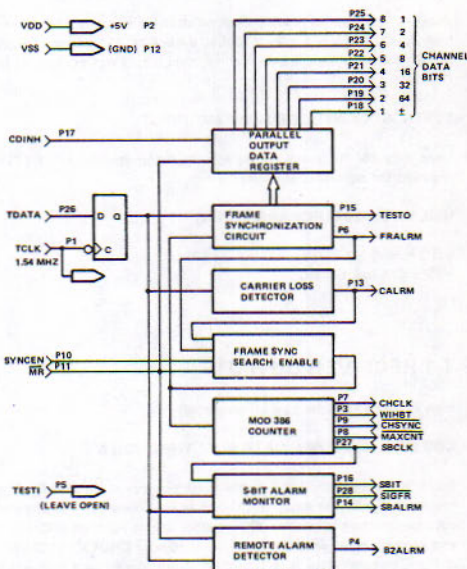 VDD +5V P2
VSS (GND) P12
P25 8 1
P24 7 2
P23 6 4
P22 5 8
P21 4 16
P20 3 32
P19 2 64
P18 1 ±
CHANNEL
DATA
BITS
CDINH P17
PARALLEL
OUTPUT
DATA
REGISTER
TDATA P26
D Q
C
TCLK P1
1.54 MHZ
FRAME
SYNCHRONIZATION
CIRCUIT
P15 TESTO
P6 FRALRM
CARRIER LOSS
DETECTOR
P13 CALRM
SYNCEN P10
MR P11
FRAME SYNC
SEARCH ENABLE
MOD 386
COUNTER
P7 CHCLK
P3 WIHBT
P9 CHSYNC
P8 MAXCNT
P27 SBCLK
TESTI P5
(LEAVE OPEN)
S-BIT ALARM
MONITOR
P16 SBIT
P28 SIGFR
P14 SBALRM
REMOTE ALARM
DETECTOR
P4 B2ALRM